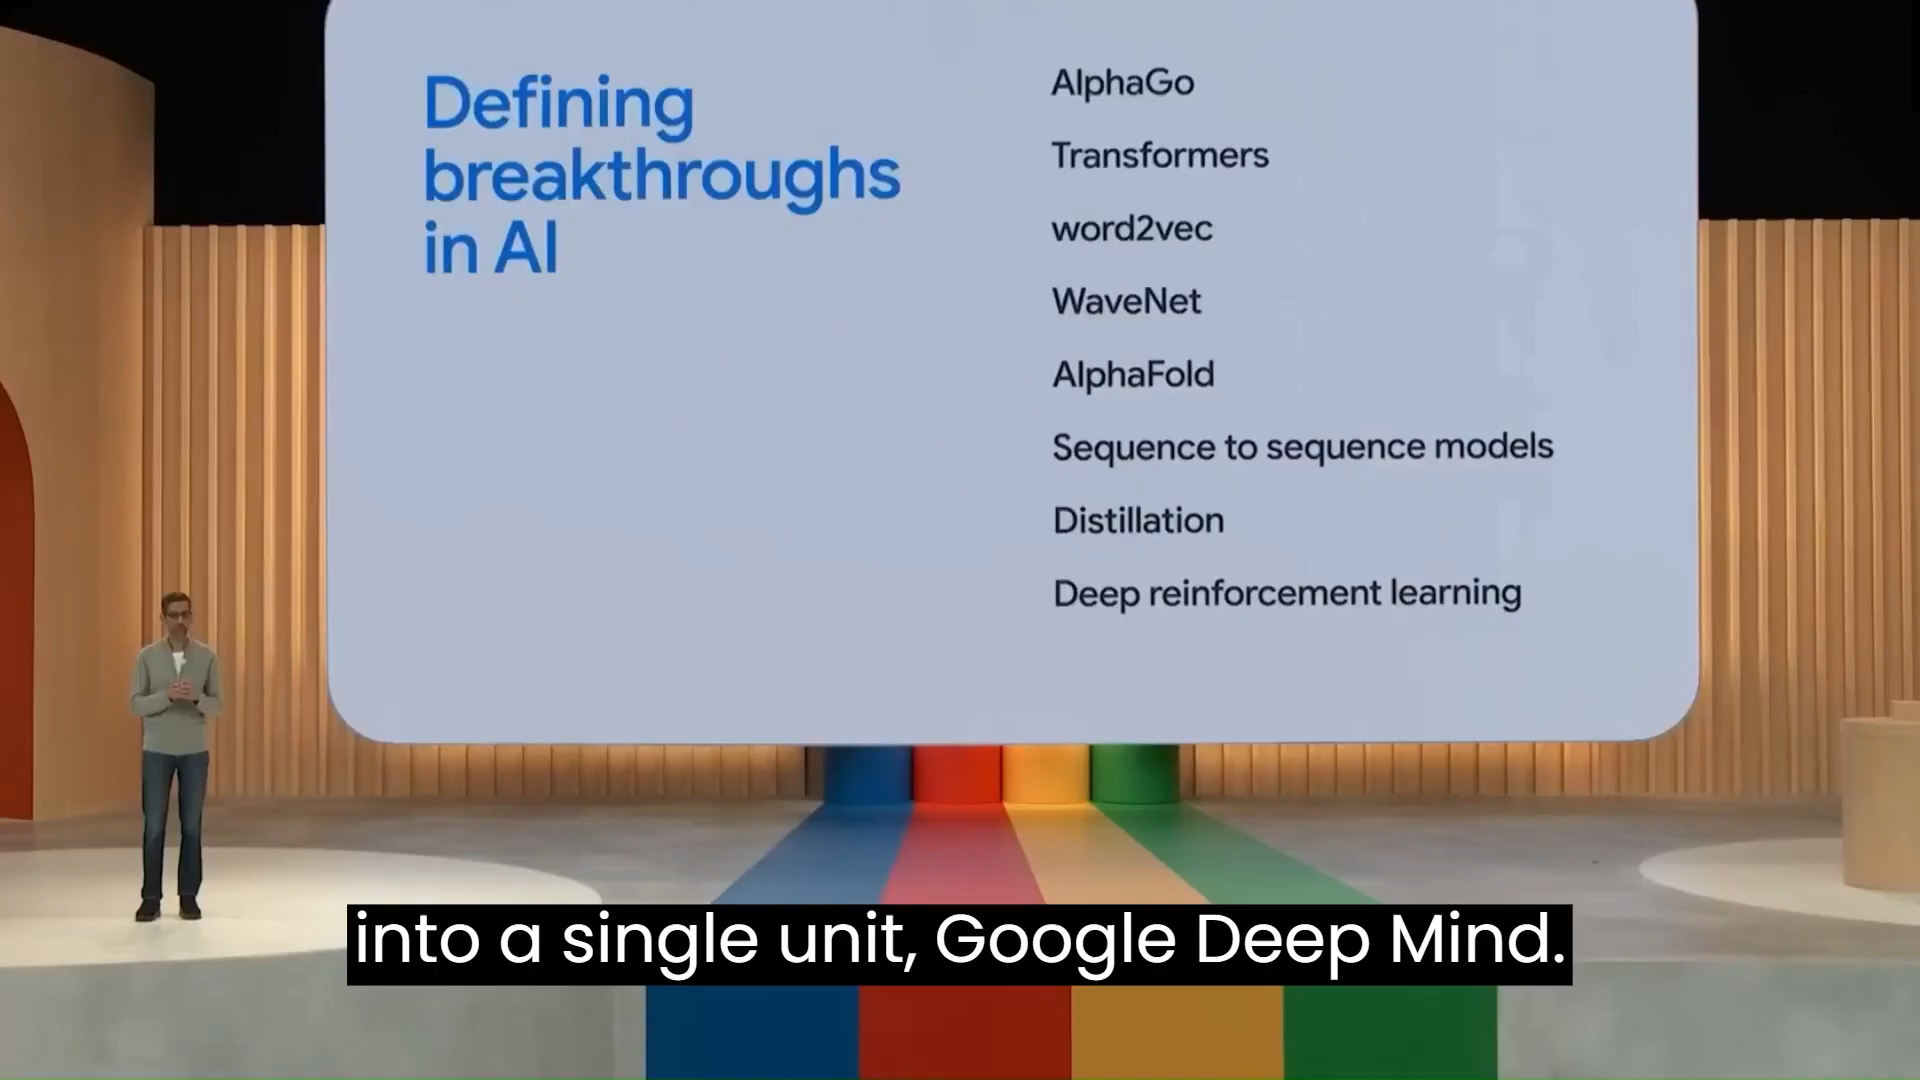 Defining
breakthroughs
in AI
AlphaGo
Transformers
word2vec
WaveNet
AlphaFold
Sequence to sequence models
Distillation
Deep reinforcement learning
into a single unit, Google Deep Mind.